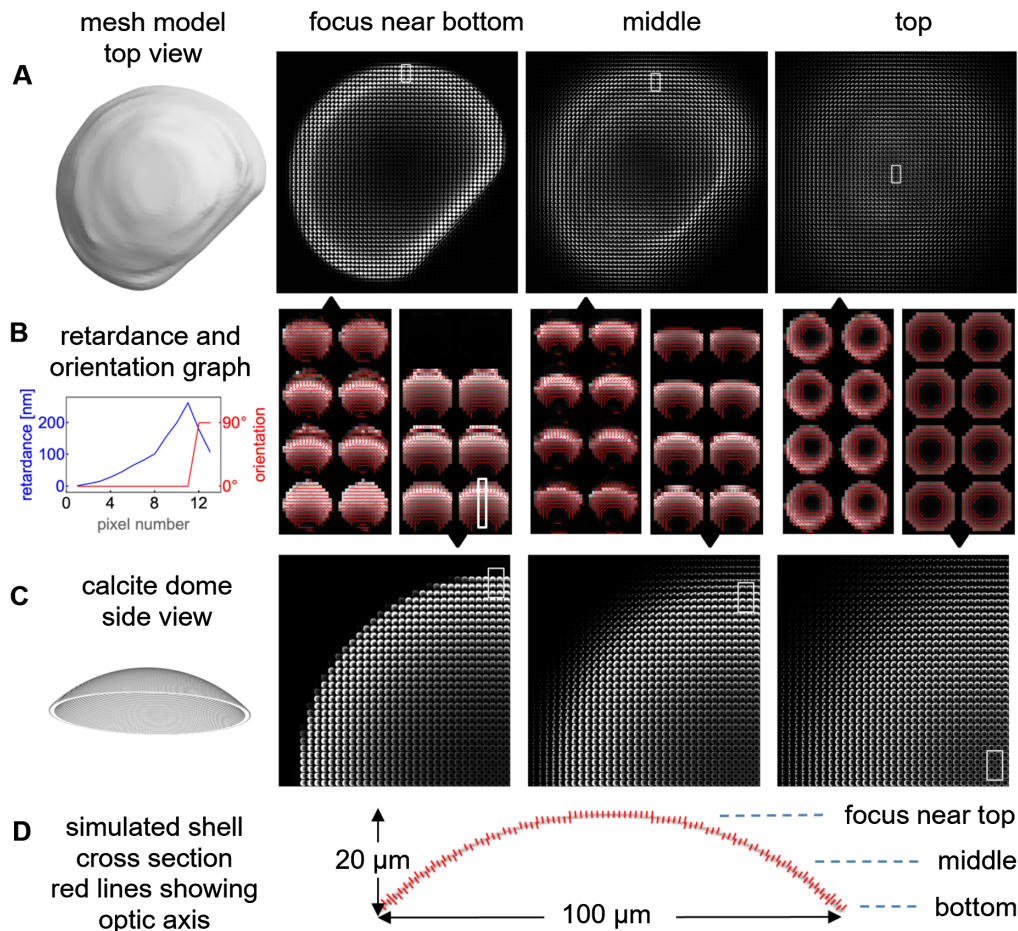 mesh model
top view
focus near bottom
middle
top
A
B
retardance and
orientation graph
retardance [nm]
200
100
0
90°
0°
orientation
4
8
12
pixel number
C
calcite dome
side view
D
simulated shell
cross section
red lines showing
optic axis
20 µm
100 µm
focus near top
middle
bottom